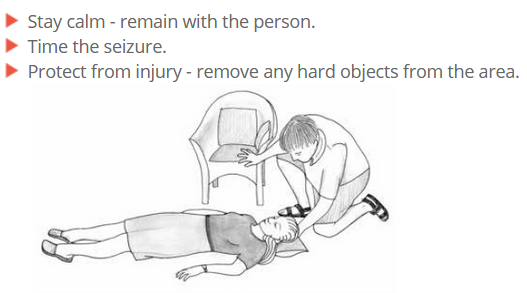 Stay calm - remain with the person.
Time the seizure.
Protect from injury - remove any hard objects from the area.